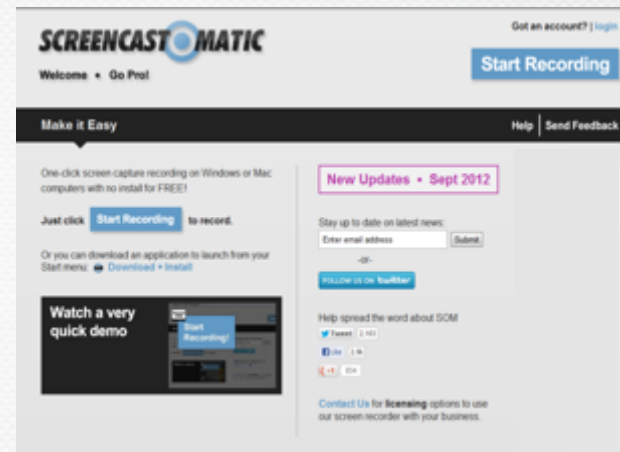 SCREENCAST MATIC
Welcome • Go Pro!
Got an account? | login
Start Recording
Make it Easy
Help | Send Feedback
One-click screen capture recording on Windows or Mac
computers with no install for FREE!
Just click Start Recording to record.
Or you can download an application to launch from your
Start menu: Download + Install
Watch a very
quick demo
Start
Recording!
New Updates • Sept 2012
Stay up to date on latest news:
Enter email address Submit
-or-
FOLLOW US ON twitter
Help spread the word about SOM
Tweet
Like
+1
Contact Us for licensing options to use
our screen recorder with your business.